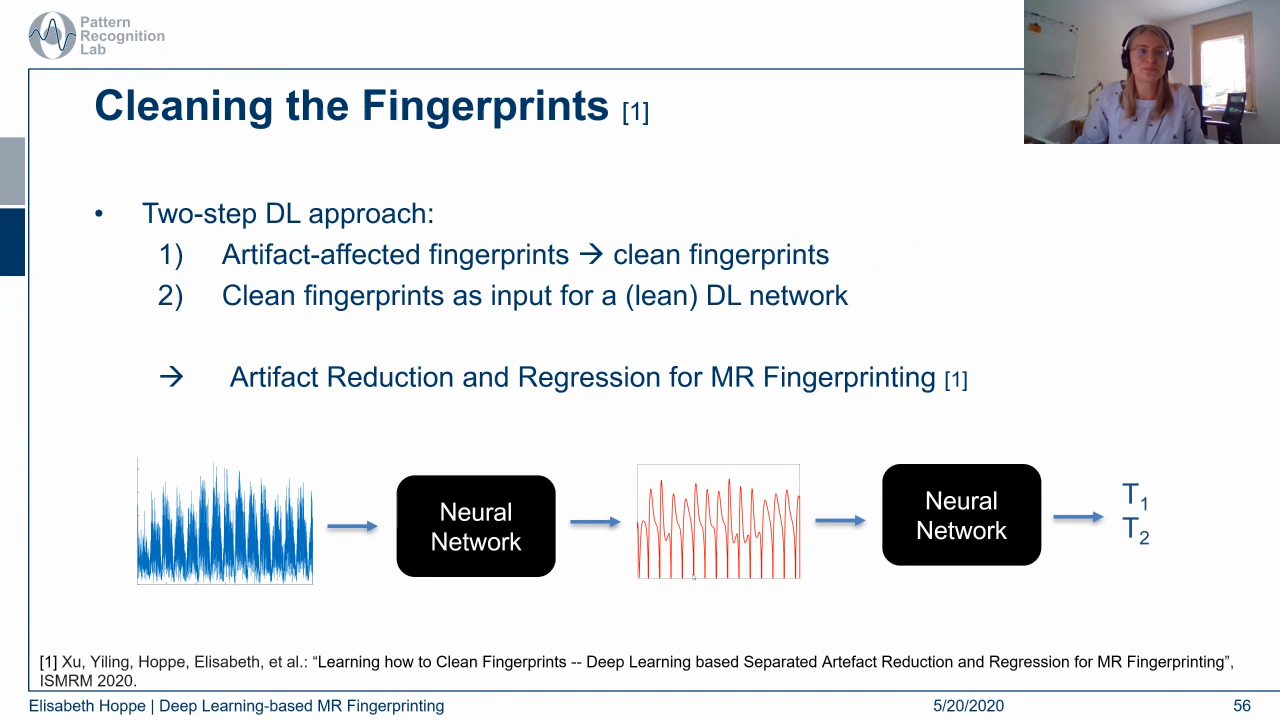 Pattern
Recognition
Lab
Cleaning the Fingerprints [1]
• Two-step DL approach:
1) Artifact-affected fingerprints → clean fingerprints
2) Clean fingerprints as input for a (lean) DL network
→ Artifact Reduction and Regression for MR Fingerprinting [1]
Neural
Network
Neural
Network
T₁
T₂
[1] Xu, Yiling, Hoppe, Elisabeth, et al.: “Learning how to Clean Fingerprints -- Deep Learning based Separated Artefact Reduction and Regression for MR Fingerprinting”,
ISMRM 2020.
Elisabeth Hoppe | Deep Learning-based MR Fingerprinting
5/20/2020
56